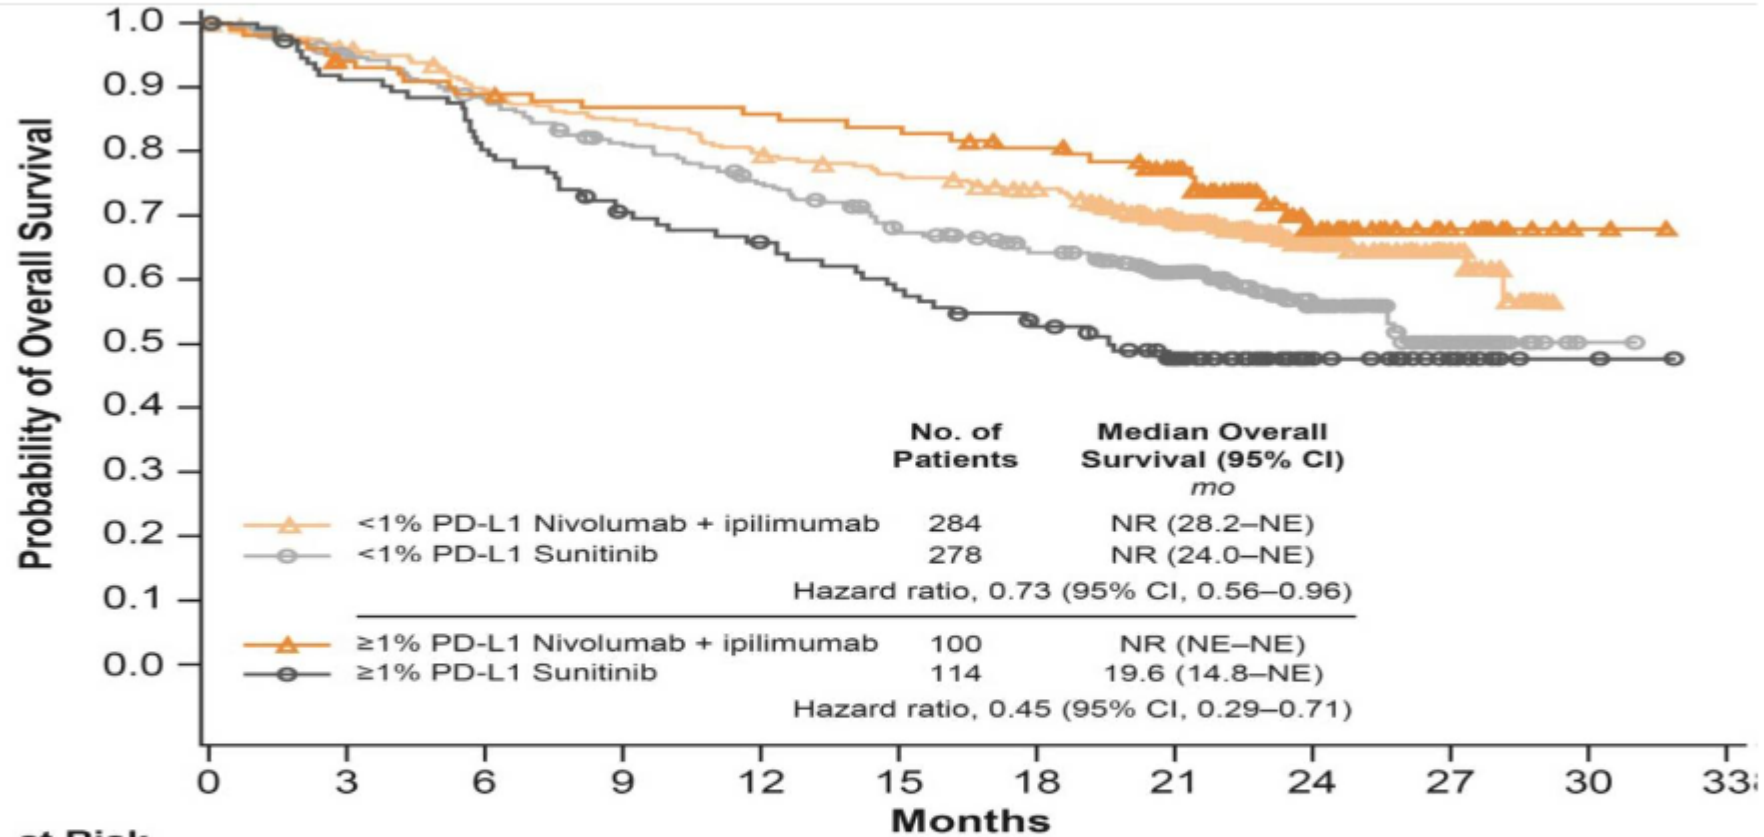 Probability of Overall Survival
1.0
0.9
0.8
0.7
0.6
0.5
0.4
0.3
0.2
0.1
0.0
No. of Patients
Median Overall Survival (95% CI)
mo
<1% PD-L1 Nivolumab + ipilimumab 284 NR (28.2–NE)
<1% PD-L1 Sunitinib 278 NR (24.0–NE)
Hazard ratio, 0.73 (95% CI, 0.56–0.96)
≥1% PD-L1 Nivolumab + ipilimumab 100 NR (NE–NE)
≥1% PD-L1 Sunitinib 114 19.6 (14.8–NE)
Hazard ratio, 0.45 (95% CI, 0.29–0.71)
0 3 6 9 12 15 18 21 24 27 30 33
Months
at Risk